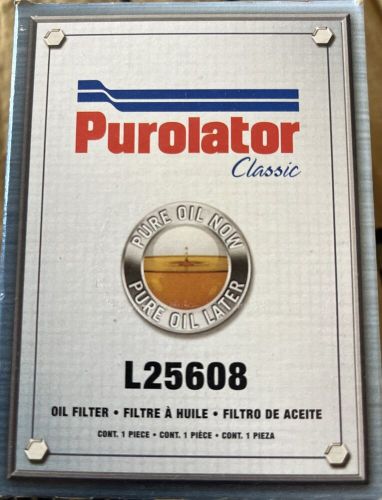 Purolator
Classic
PURE OIL NOW
PURE OIL LATER
L25608
OIL FILTER • FILTRE À HUILE • FILTRO DE ACEITE
CONT. 1 PIECE • CONT. 1 PIÈCE • CONT. 1 PIEZA